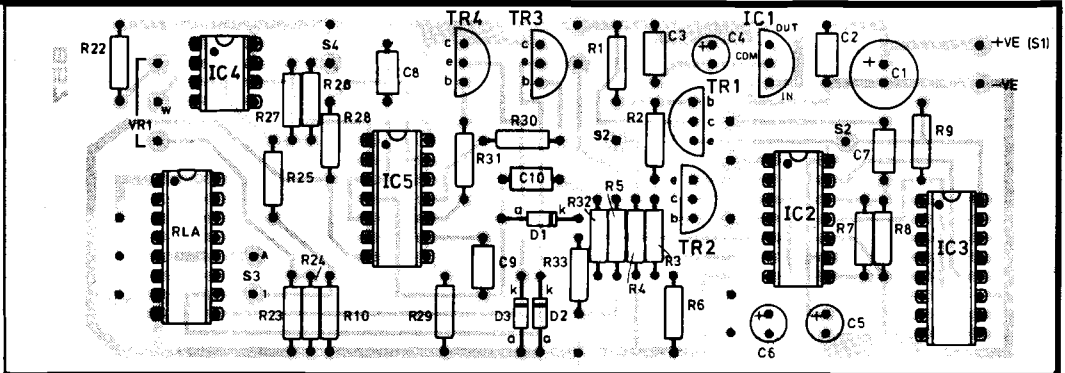 TR4
TR3
IC1
OUT
C4
COM
IN
R22
IC4
S4
C8
c
e
b
c
e
b
R1
C3
C2
+
C1
+VE (S1)
-VE
VR1
W
R27
R26
R28
R25
R31
R30
C10
S2
R2
TR1
b
c
e
S2
C7
R9
IC5
RLA
R32
R5
e
c
b
TR2
IC2
R7
R8
IC3
a
k
D1
A
S3
1
R24
R23
R10
R29
C9
k
k
D3
D2
a
a
R33
R4
R3
R6
+
C6
+
C5